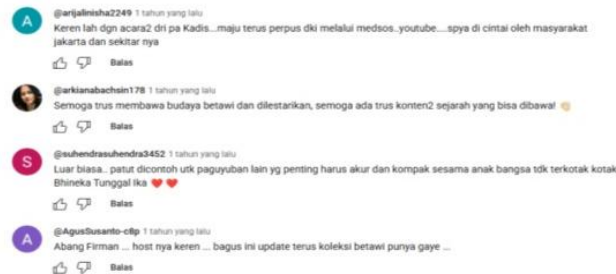 A
@arijalinisha2249 1 tahun yang lalu
Keren lah dgn acara2 dri pa Kadis...maju terus perpus dki melalui medsos..youtube....spya di cintai oleh masyarakat
jakarta dan sekitar nya
Balas
@arkianabachsin178 1 tahun yang lalu
Semoga trus membawa budaya betawi dan dilestarikan, semoga ada trus konten2 sejarah yang bisa dibawa! 👏
Balas
S
@suhendrasuhendra3452 1 tahun yang lalu
Luar biasa.. patut dicontoh utk paguyuban lain yg penting harus akur dan kompak sesama anak bangsa tdk terkotak kotak
Bhineka Tunggal Ika ❤️ ❤️
Balas
A
@AgusSusanto-cflp 1 tahun yang lalu
Abang Firman ... host nya keren ... bagus ini update terus koleksi betawi punya gaye ...
Balas